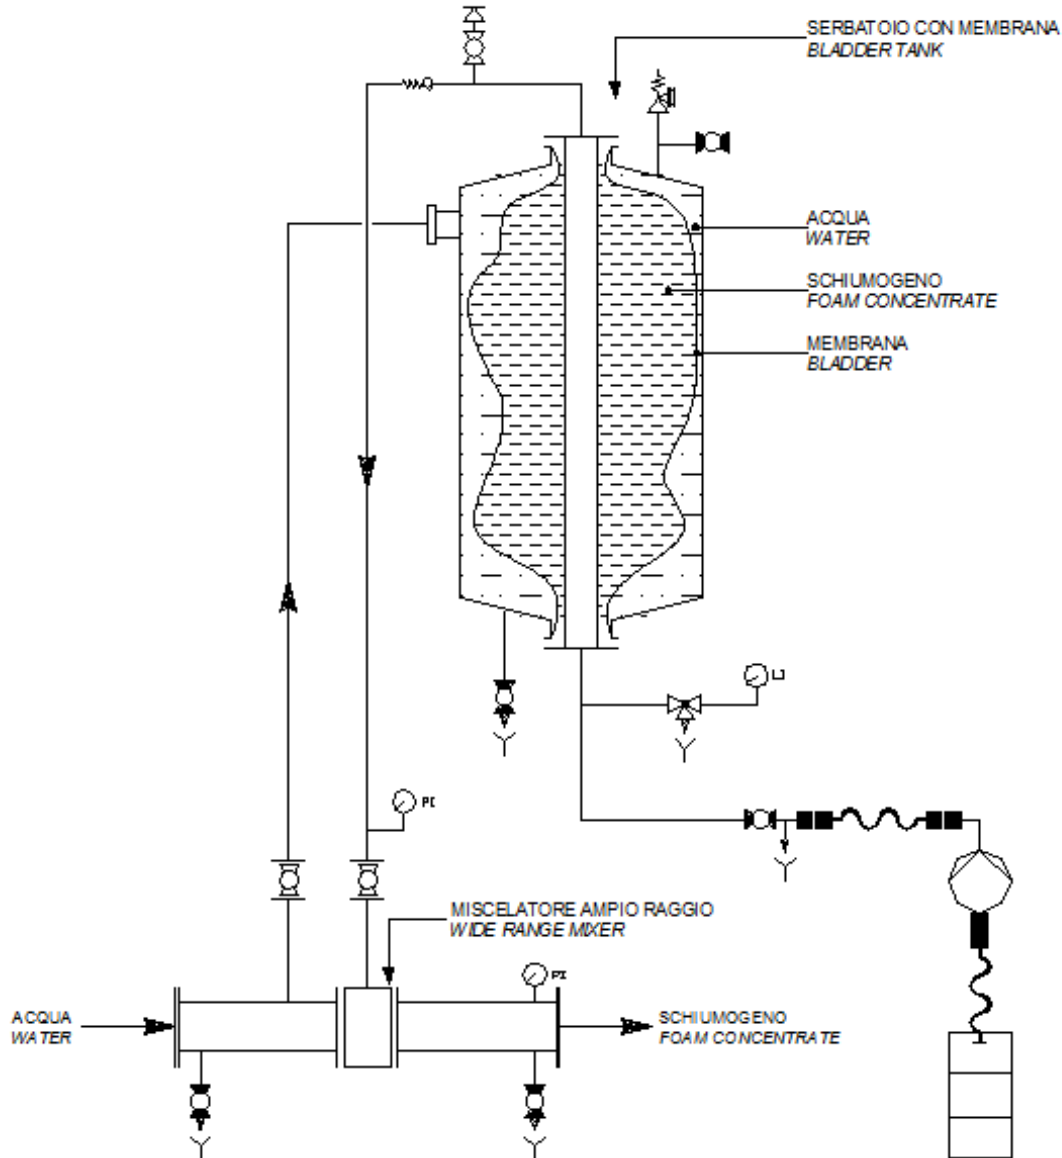 SERBATOIO CON MEMBRANA
BLADDER TANK
ACQUA
WATER
SCHIUMOGENO
FOAM CONCENTRATE
MEMBRANA
BLADDER
LI
PI
MISCELATORE AMPIO RAGGIO
WIDE RANGE MIXER
PI
ACQUA
WATER
SCHIUMOGENO
FOAM CONCENTRATE